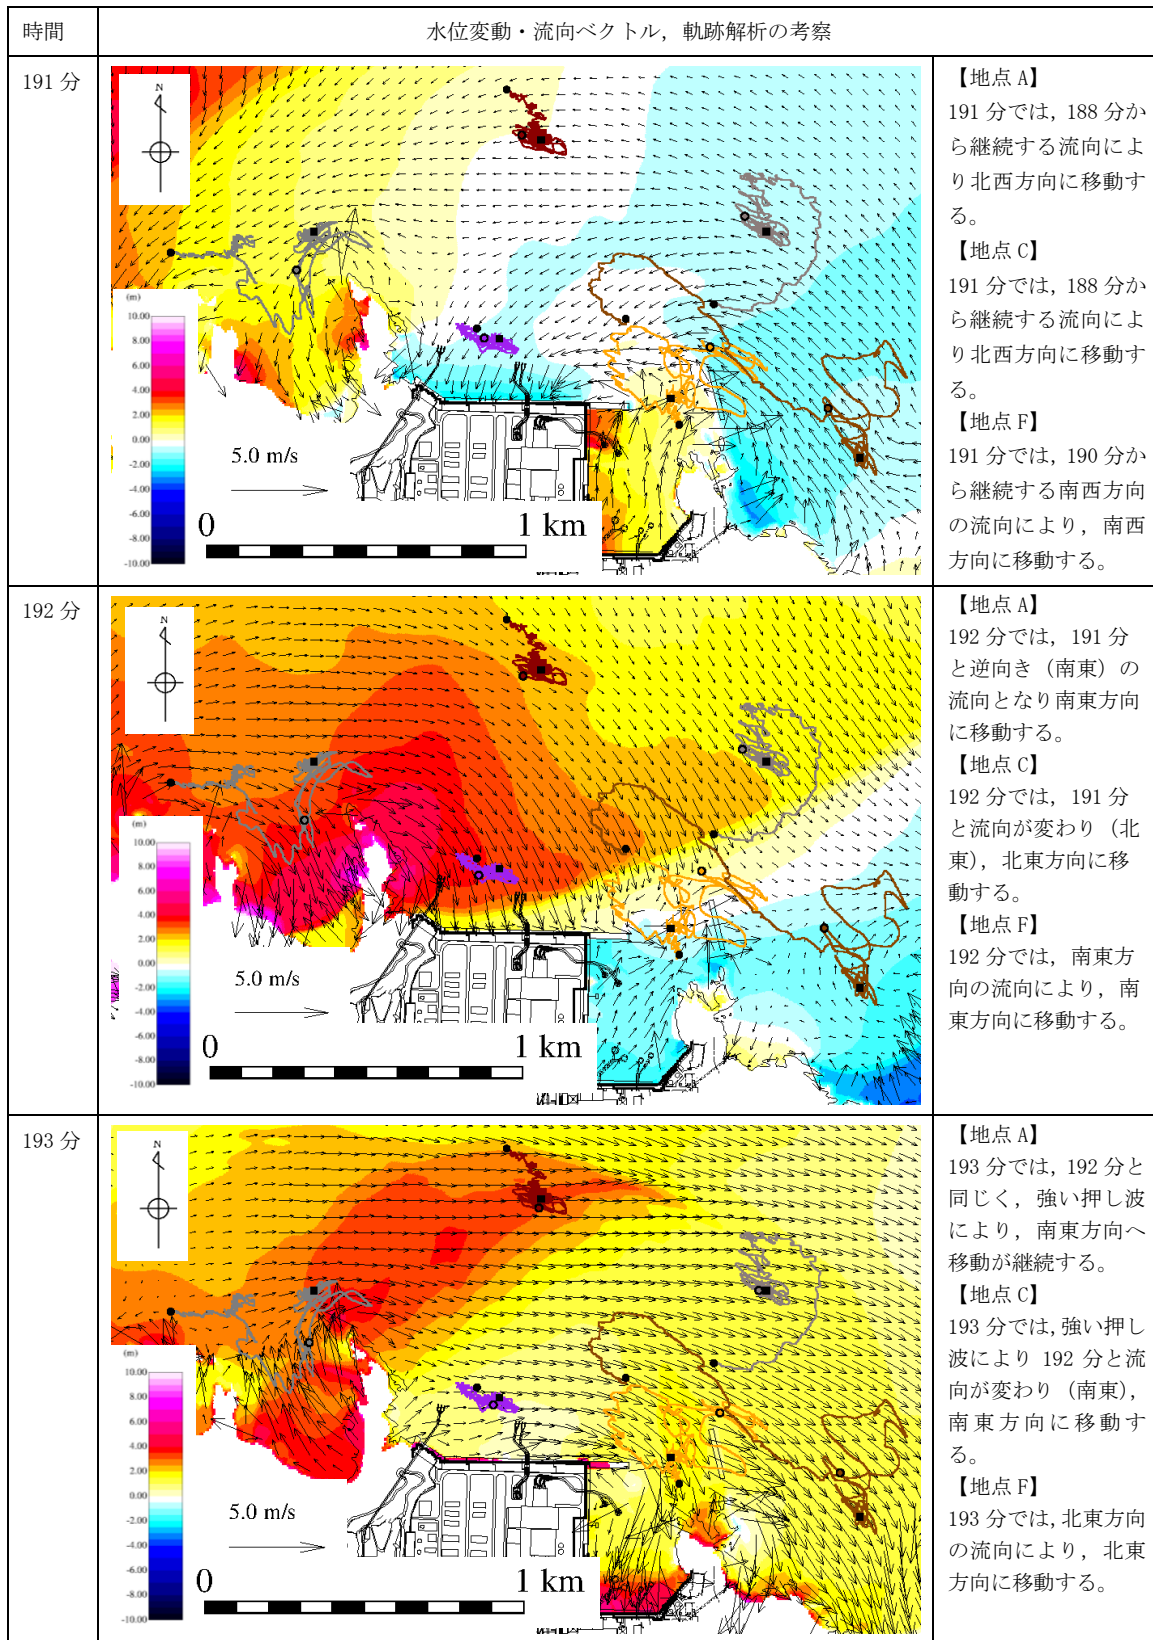 時間
水位変動・流向ベクトル，軌跡解析の考察
191 分
N
(m)
10.00
8.00
6.00
4.00
2.00
0.00
-2.00
-4.00
-6.00
-8.00
-10.00
5.0 m/s
0
1 km
【地点 A】
191 分では，188 分か
ら継続する流向によ
り北西方向に移動す
る。
【地点 C】
191 分では，188 分か
ら継続する流向によ
り北西方向に移動す
る。
【地点 F】
191 分では，190 分か
ら継続する南西方向
の流向により，南西
方向に移動する。
192 分
N
(m)
10.00
8.00
6.00
4.00
2.00
0.00
-2.00
-4.00
-6.00
-8.00
-10.00
5.0 m/s
0
1 km
【地点 A】
192 分では，191 分
と逆向き（南東）の
流向となり南東方向
に移動する。
【地点 C】
192 分では，191 分
と流向が変わり（北
東），北東方向に移
動する。
【地点 F】
192 分では，南東方
向の流向により，南
東方向に移動する。
193 分
N
(m)
10.00
8.00
6.00
4.00
2.00
0.00
-2.00
-4.00
-6.00
-8.00
-10.00
5.0 m/s
0
1 km
【地点 A】
193 分では，192 分と
同じく，強い押し波
により，南東方向へ
移動が継続する。
【地点 C】
193 分では，強い押し
波により 192 分と流
向が変わり（南東），
南東方向に移動す
る。
【地点 F】
193 分では，北東方向
の流向により，北東
方向に移動する。